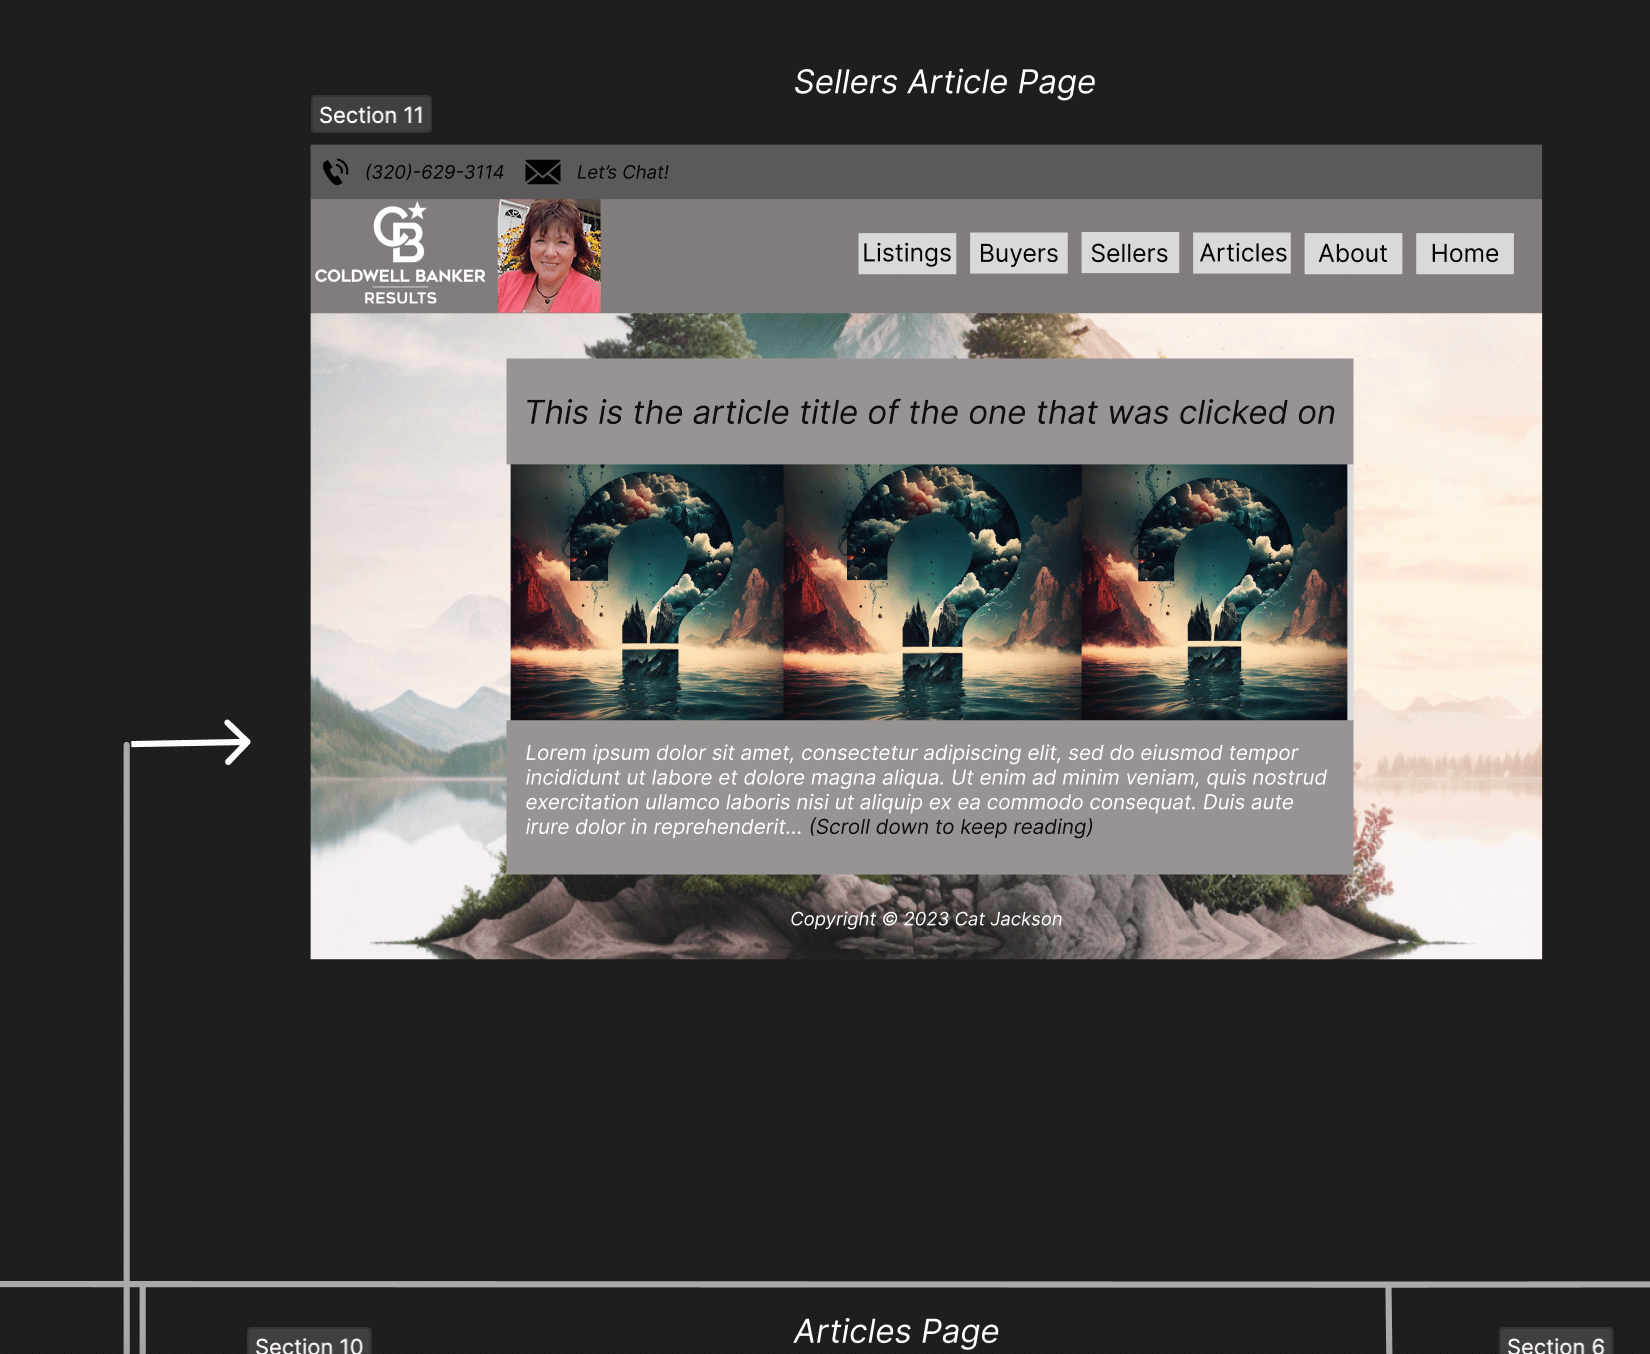 Sellers Article Page
Section 11
(320)-629-3114 Let's Chat!
COLDWELL BANKER
RESULTS
Listings Buyers Sellers Articles About Home
This is the article title of the one that was clicked on
Lorem ipsum dolor sit amet, consectetur adipiscing elit, sed do eiusmod tempor
incididunt ut labore et dolore magna aliqua. Ut enim ad minim veniam, quis nostrud
exercitation ullamco laboris nisi ut aliquip ex ea commodo consequat. Duis aute
irure dolor in reprehenderit... (Scroll down to keep reading)
Copyright © 2023 Cat Jackson
Articles Page
Section 10
Section 6